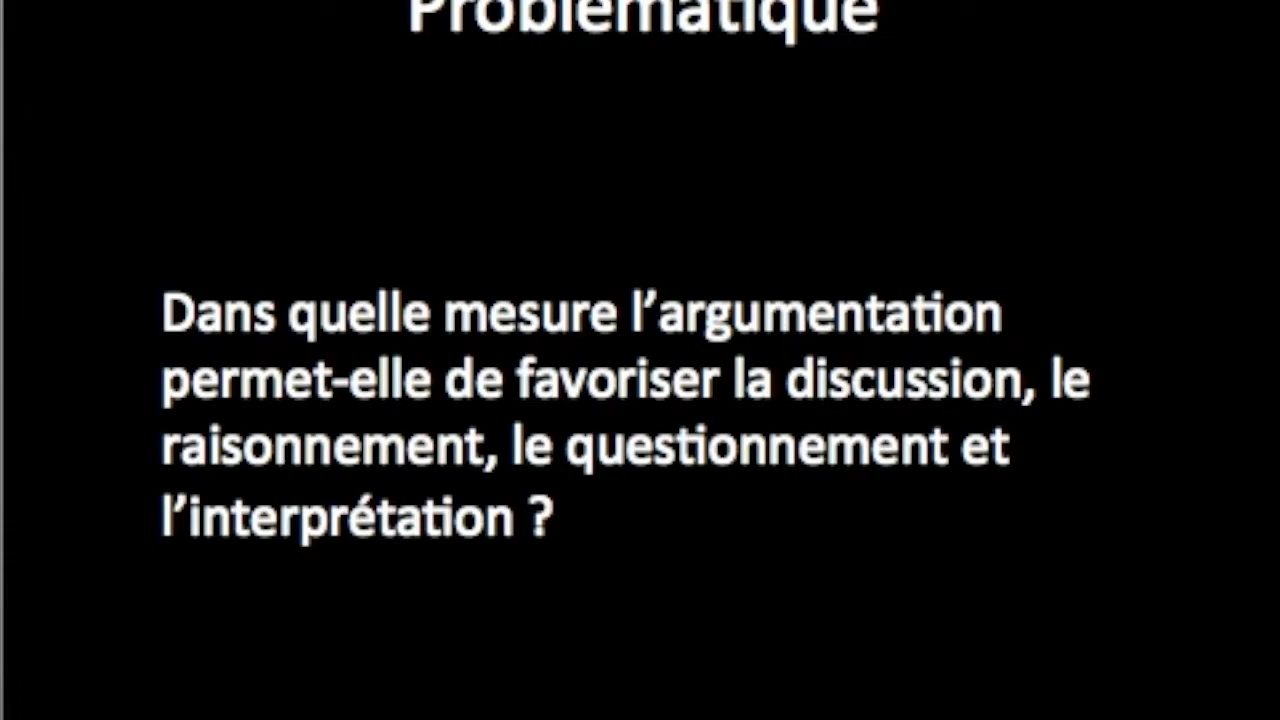 Problématique
Dans quelle mesure l’argumentation
permet-elle de favoriser la discussion, le
raisonnement, le questionnement et
l’interprétation ?